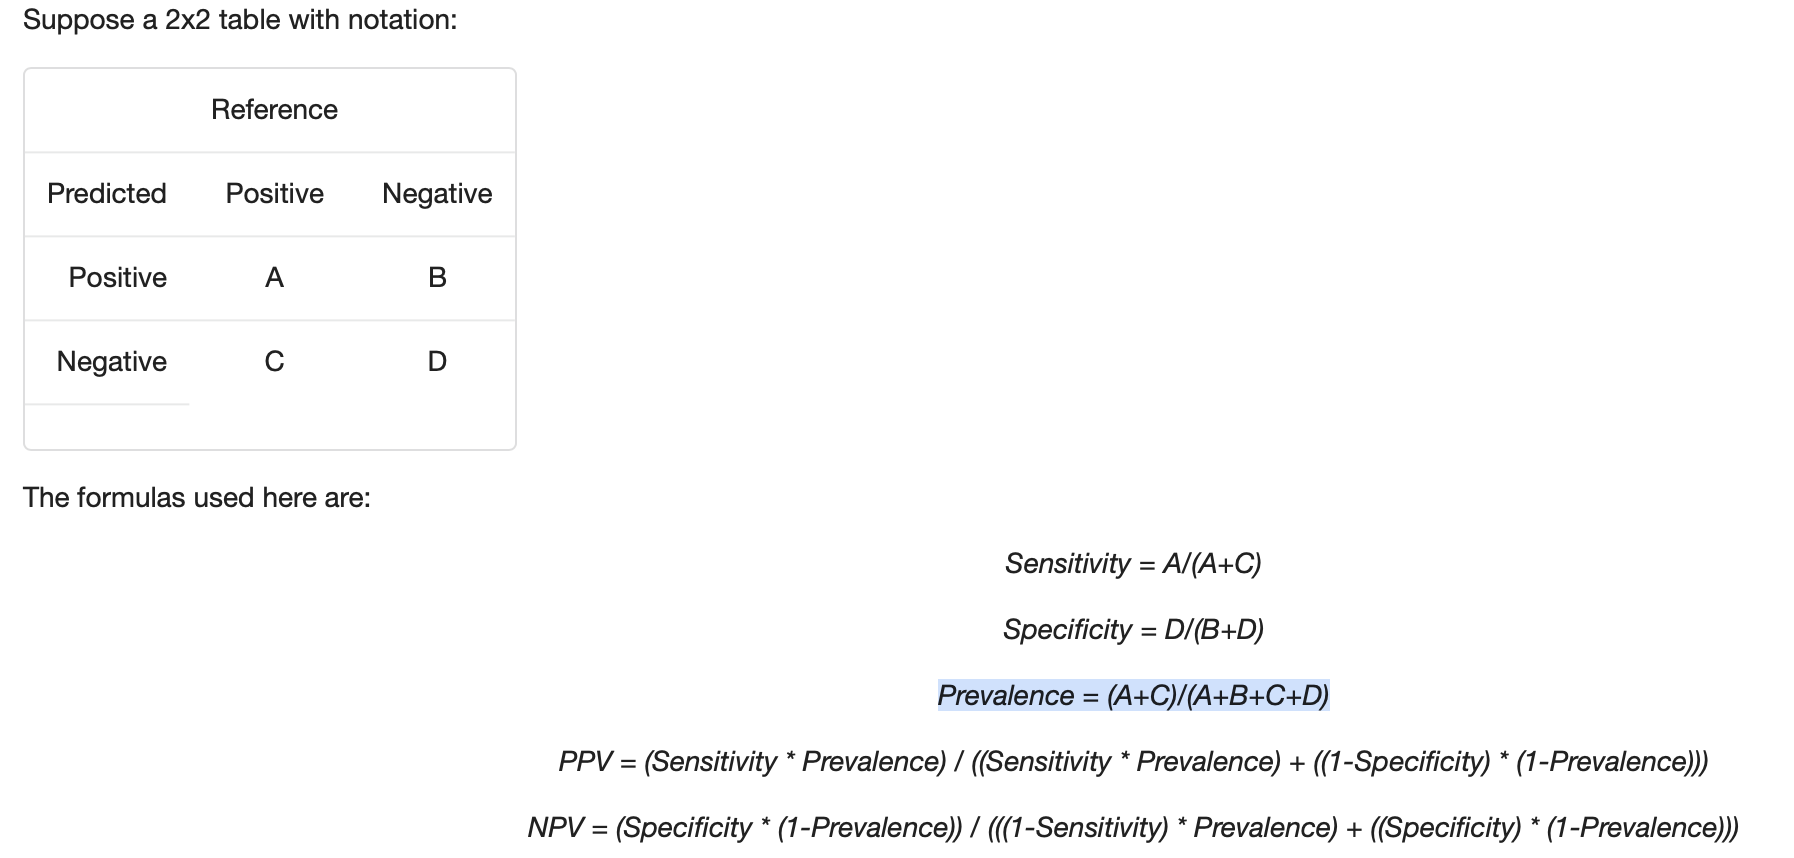 Suppose a 2x2 table with notation:
Reference
Predicted Positive Negative
Positive A B
Negative C D
The formulas used here are:
Sensitivity = A/(A+C)
Specificity = D/(B+D)
Prevalence = (A+C)/(A+B+C+D)
PPV = (Sensitivity * Prevalence) / ((Sensitivity * Prevalence) + ((1-Specificity) * (1-Prevalence)))
NPV = (Specificity * (1-Prevalence)) / (((1-Sensitivity) * Prevalence) + ((Specificity) * (1-Prevalence)))